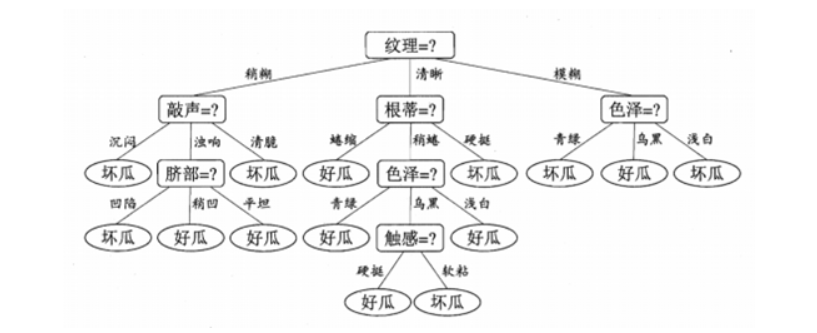 纹理=?
稍糊 清晰 模糊
敲声=? 根蒂=? 色泽=?
沉闷 浊响 清脆 蜷缩 稍蜷 硬挺 青绿 乌黑 浅白
坏瓜 脐部=? 坏瓜 好瓜 色泽=? 坏瓜 坏瓜 好瓜 坏瓜
凹陷 稍凹 平坦 青绿 乌黑 浅白
坏瓜 好瓜 好瓜 好瓜 触感=? 好瓜
硬挺 软粘
好瓜 坏瓜